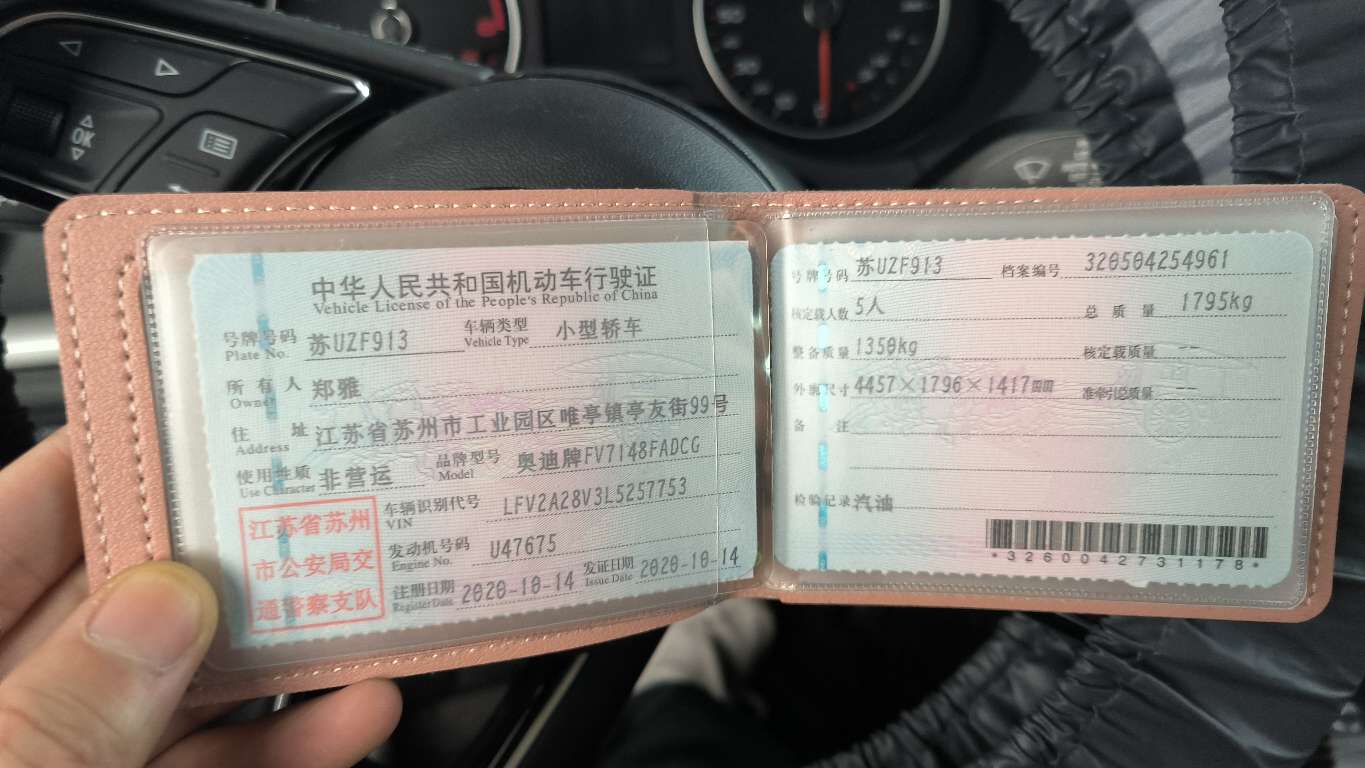 OK
中华人民共和国机动车行驶证
Vehicle License of the People's Republic of China
号牌号码 苏UZF913 车辆类型 小型轿车
Plate No. Vehicle Type
所有人 郑雅
Owner
住址 江苏省苏州市工业园区唯亭镇亭友街99号
Address
使用性质 非营运 品牌型号 奥迪牌FV7148FADCG
Use Character Model
江苏省苏州
市公安局交
通警察支队
车辆识别代号 LFV2A28V3L5257753
VIN
发动机号码 U47675
Engine No.
注册日期 2020-10-14 发证日期 2020-10-14
Register Date Issue Date
号牌号码 苏UZF913 档案编号 320504254961
核定载人数 5人 总质量 1795kg
整备质量 1350kg 核定载质量 --
外廓尺寸 4457×1796×1417mm 准牵引总质量 --
备注
检验记录 汽油
*3260042731178*